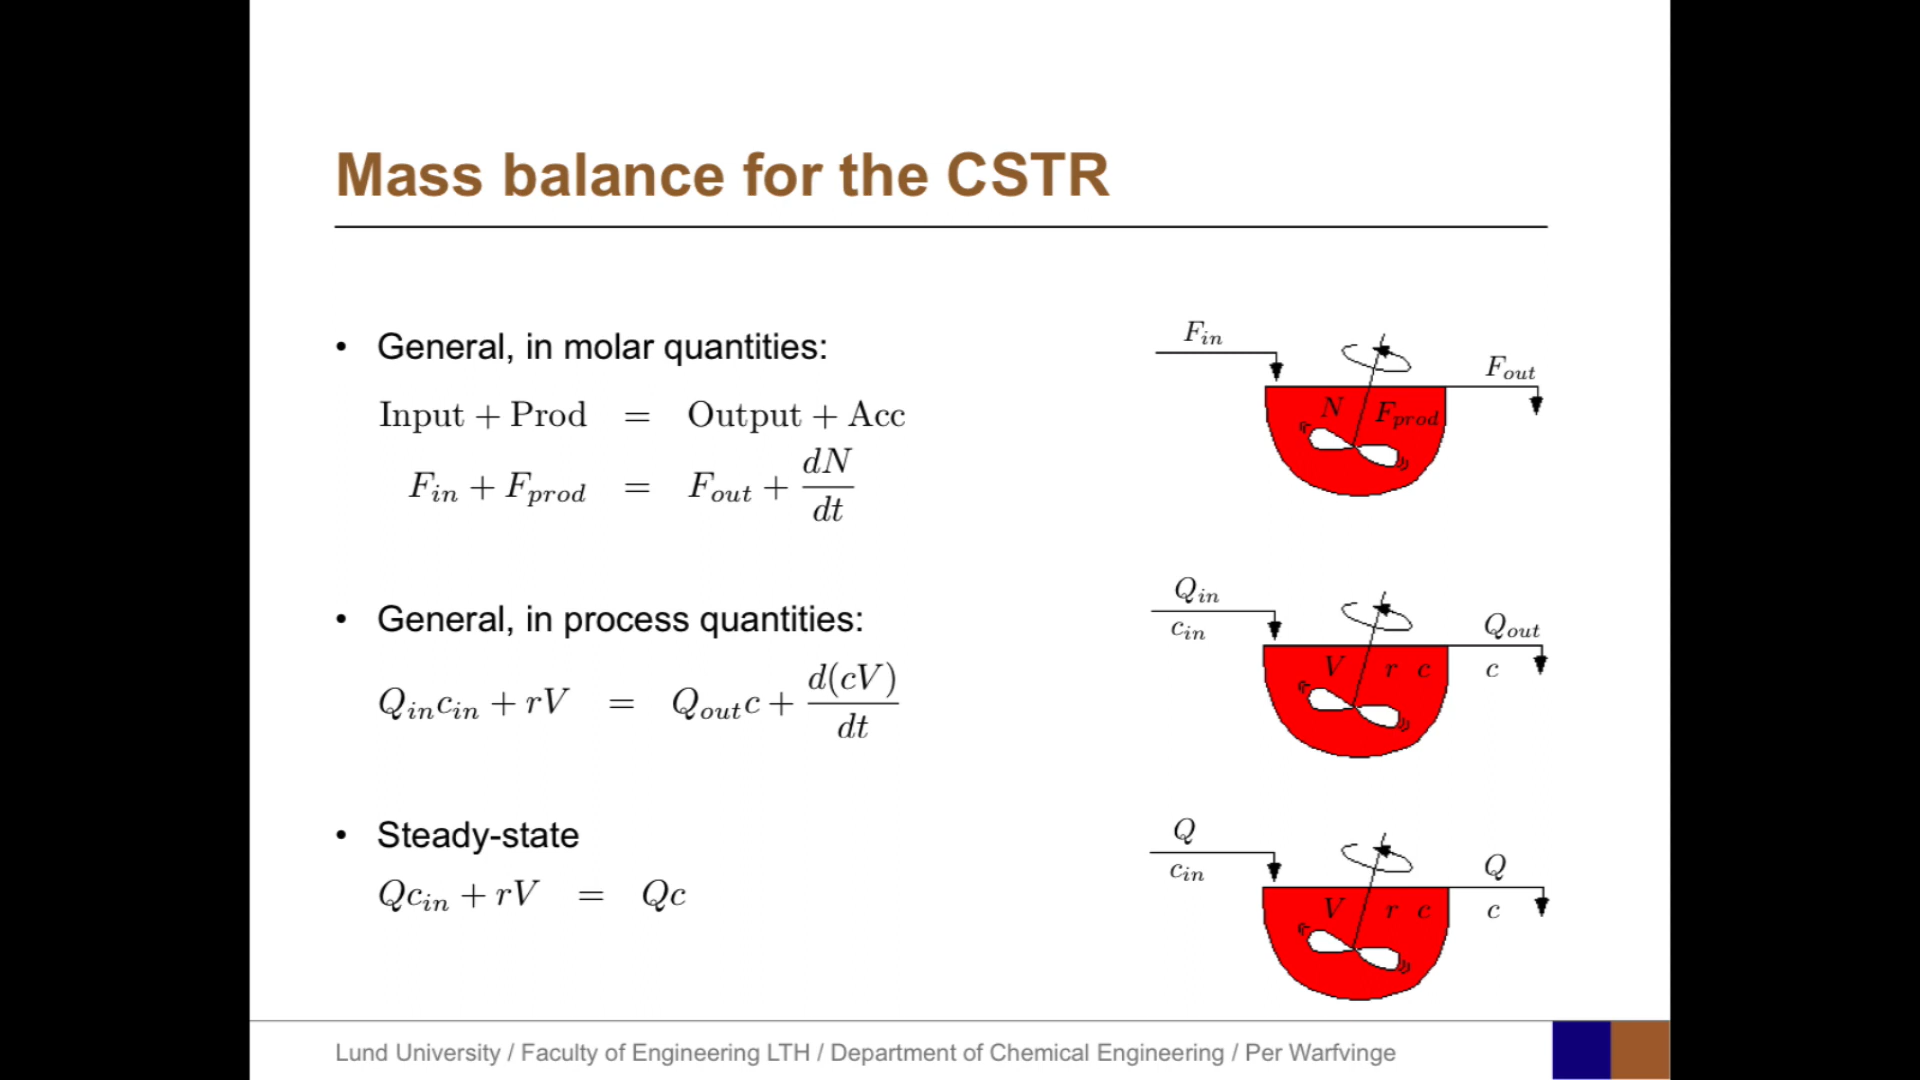 Mass balance for the CSTR
• General, in molar quantities:
Input + Prod = Output + Acc
F_in + F_prod = F_out + dN/dt
F_in
F_out
N F_prod
• General, in process quantities:
Q_in c_in + rV = Q_out c + d(cV)/dt
Q_in
c_in
Q_out
c
V r c
• Steady-state
Qc_in + rV = Qc
Q
c_in
Q
c
V r c
Lund University / Faculty of Engineering LTH / Department of Chemical Engineering / Per Warfvinge